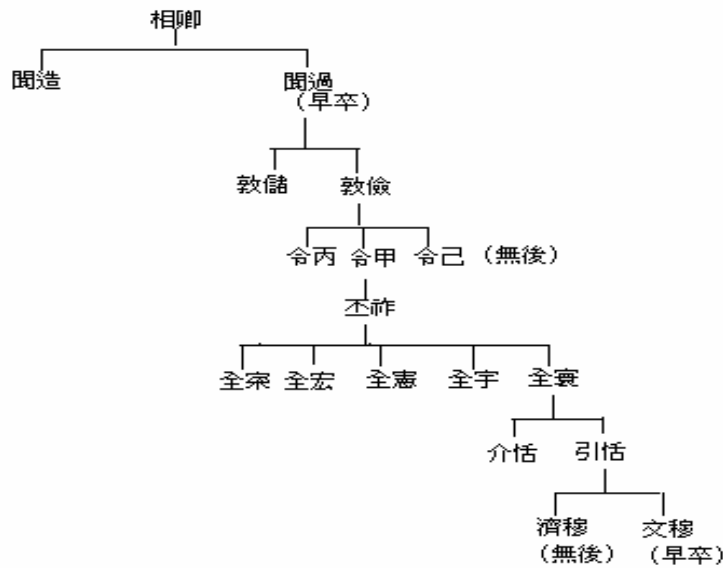 相卿
聞造 聞過
(早卒)
敦儲 敦儉
令丙 令甲 令己 (無後)
丕祚
全宗 全宏 全憲 全宇 全寰
介恬 引恬
濟穆 文穆
(無後) (早卒)